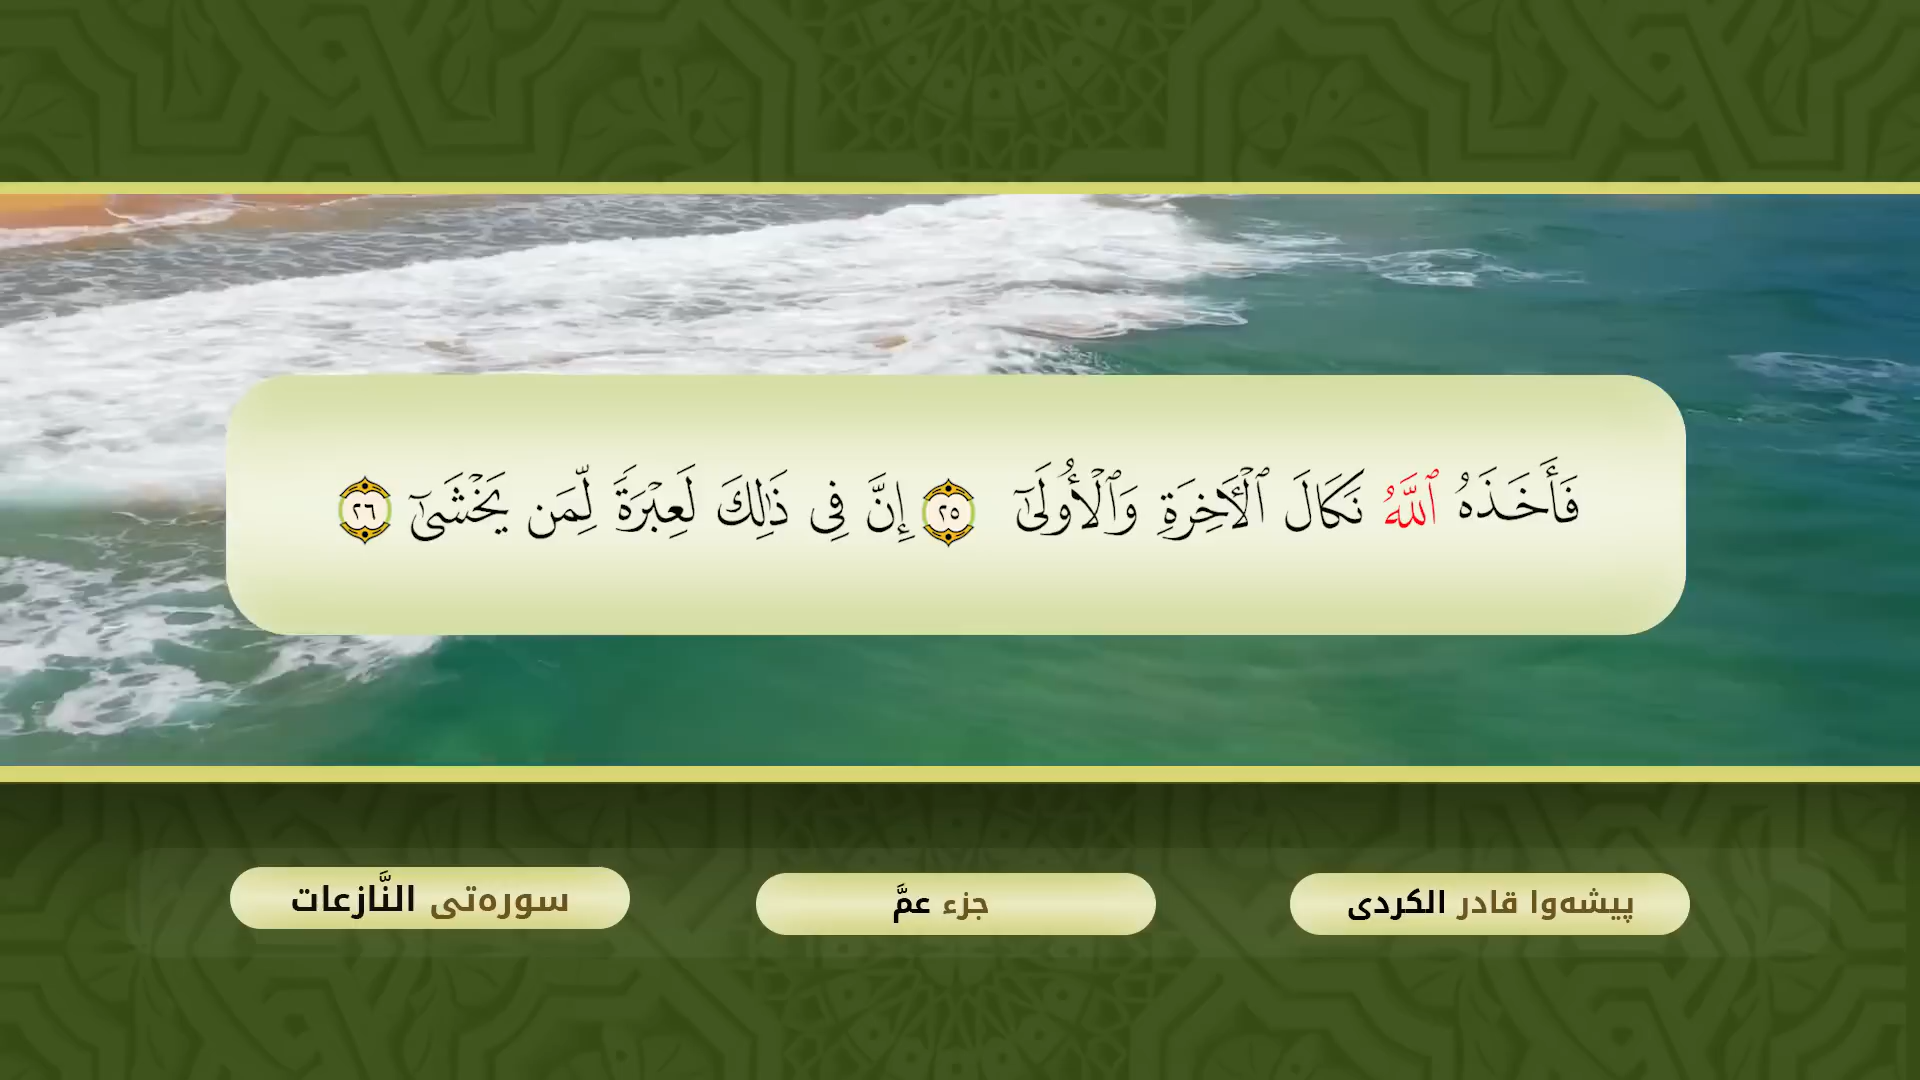 فَأَخَذَهُ ٱللَّهُ نَكَالَ ٱلْـَٔاخِرَةِ وَٱلْأُولَىٰٓ ٢٥ إِنَّ فِى ذَٰلِكَ لَعِبْرَةً لِّمَن يَخْشَىٰٓ ٢٦
پیشەوا قادر الكردی
جزء عمَّ
سورەتی النَّازعات